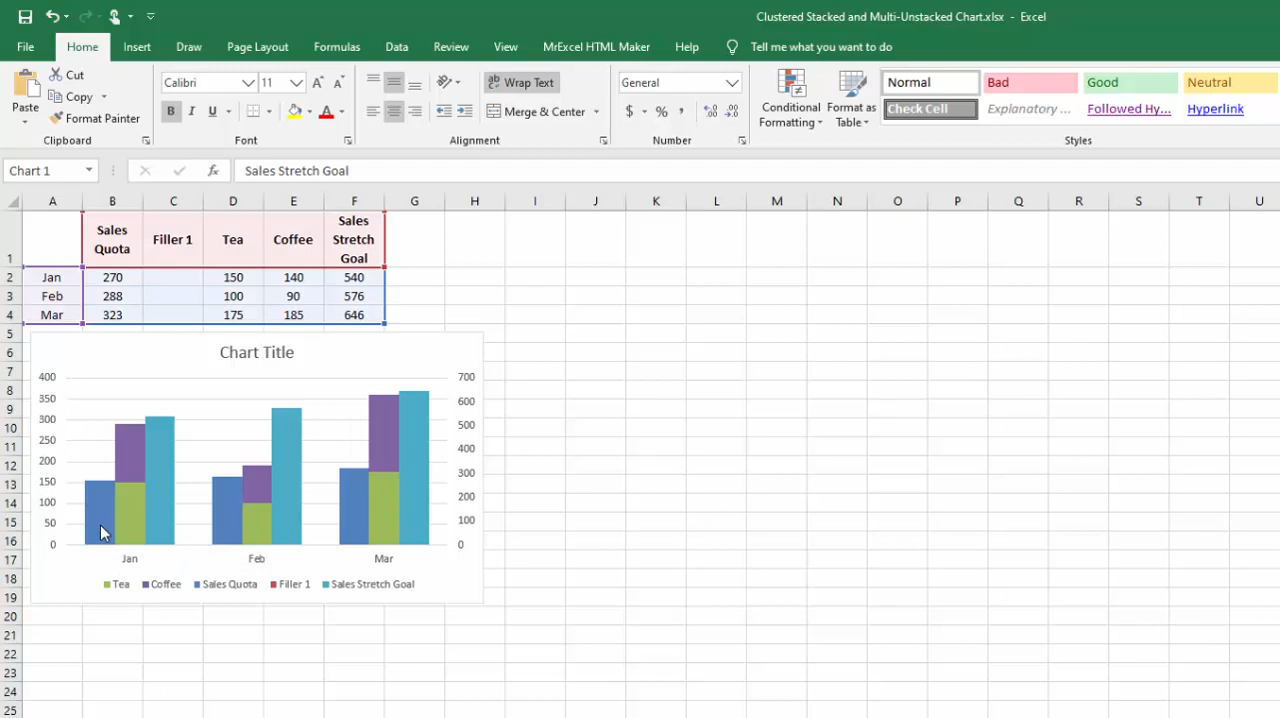 Clustered Stacked and Multi-Unstacked Chart.xlsx - Excel
File Home Insert Draw Page Layout Formulas Data Review View MrExcel HTML Maker Help Tell me what you want to do
Paste
Cut
Copy
Format Painter
Clipboard
Calibri 11
B I U
Font
Wrap Text
Merge & Center
Alignment
General
$ % ,
Number
Conditional Formatting
Format as Table
Normal Bad Good Neutral
Check Cell Explanatory ... Followed Hy... Hyperlink
Styles
Chart 1 fx Sales Stretch Goal
A B C D E F G H I J K L M N O P Q R S T U
1 Sales Quota Filler 1 Tea Coffee Sales Stretch Goal
2 Jan 270 150 140 540
3 Feb 288 100 90 576
4 Mar 323 175 185 646
5
6
7
8
9
10
11
12
13
14
15
16
17
18
19
20
21
22
23
24
25
Chart Title
400 700
350 600
300 500
250 400
200 300
150 200
100 100
50 0
0
Jan Feb Mar
Tea Coffee Sales Quota Filler 1 Sales Stretch Goal